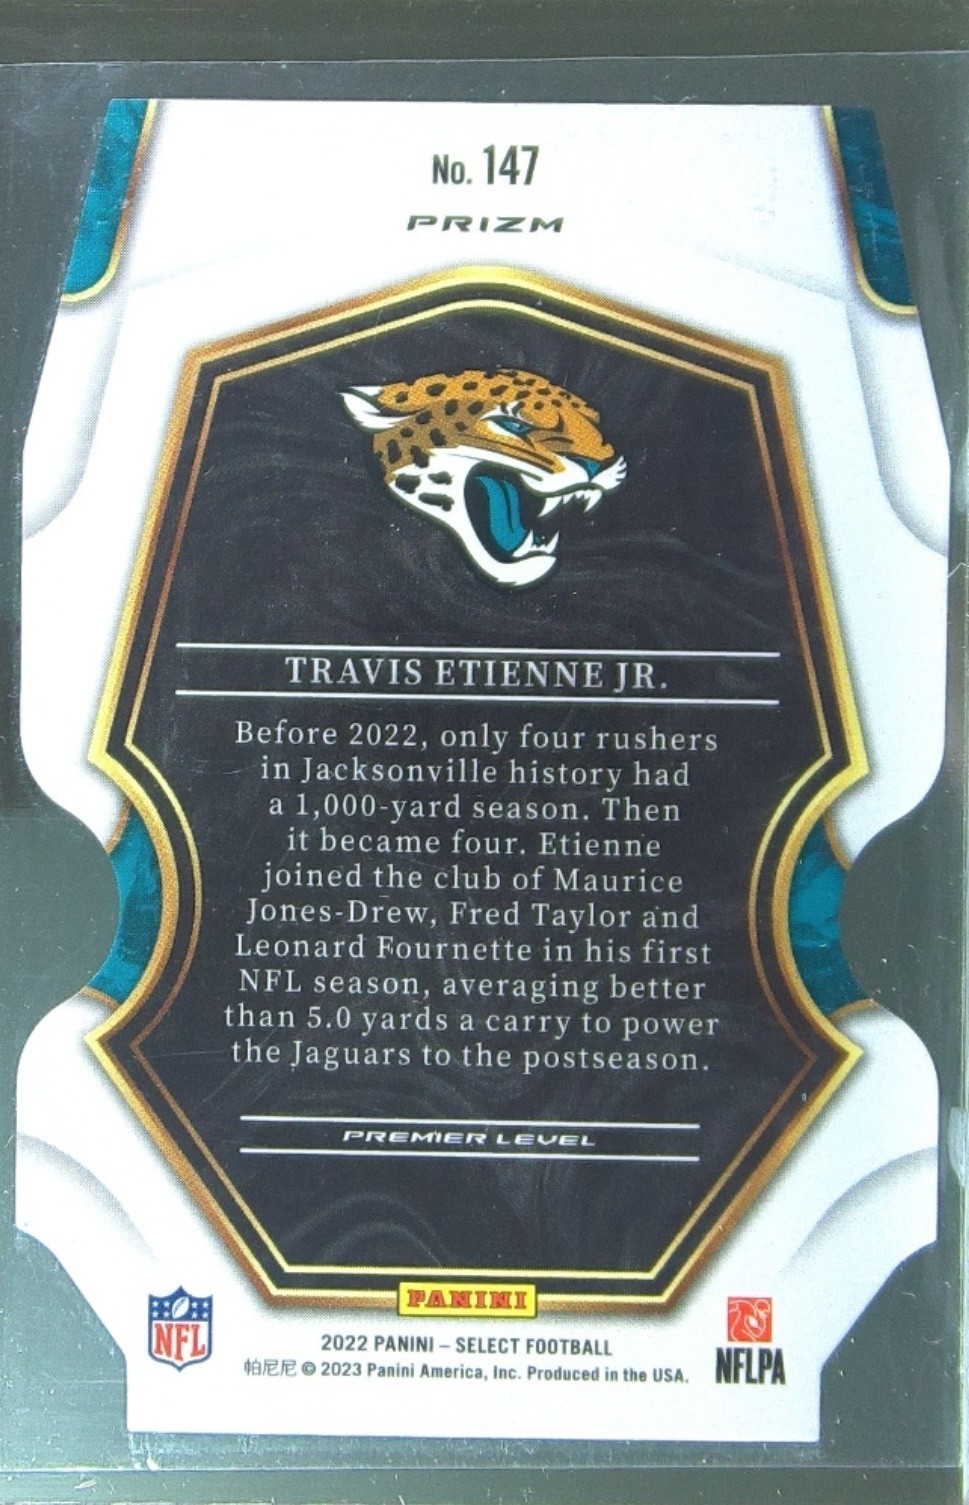 No. 147
PRIZM
TRAVIS ETIENNE JR.
Before 2022, only four rushers
in Jacksonville history had
a 1,000-yard season. Then
it became four. Etienne
joined the club of Maurice
Jones-Drew, Fred Taylor and
Leonard Fournette in his first
NFL season, averaging better
than 5.0 yards a carry to power
the Jaguars to the postseason.
PREMIER LEVEL
PANINI
NFL
2022 PANINI – SELECT FOOTBALL
帕尼尼 © 2023 Panini America, Inc. Produced in the USA.
NFLPA